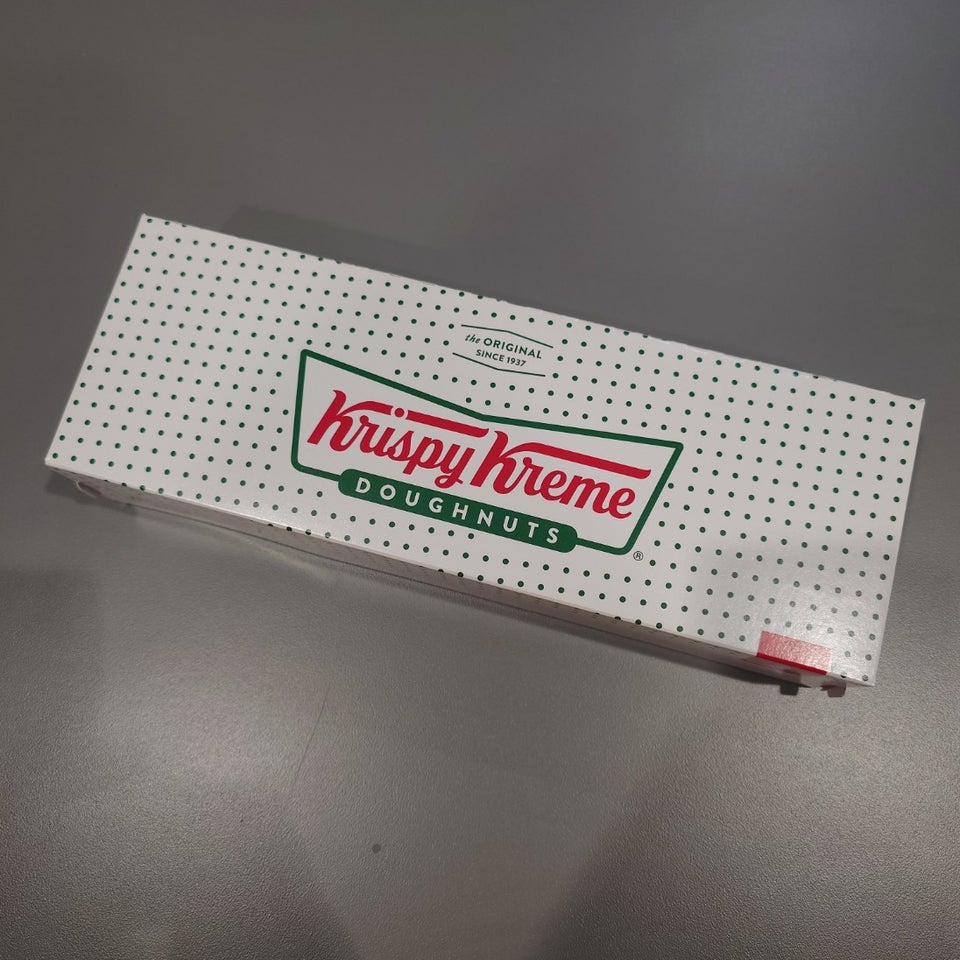 the ORIGINAL
SINCE 1937
Krispy Kreme
DOUGHNUTS
®